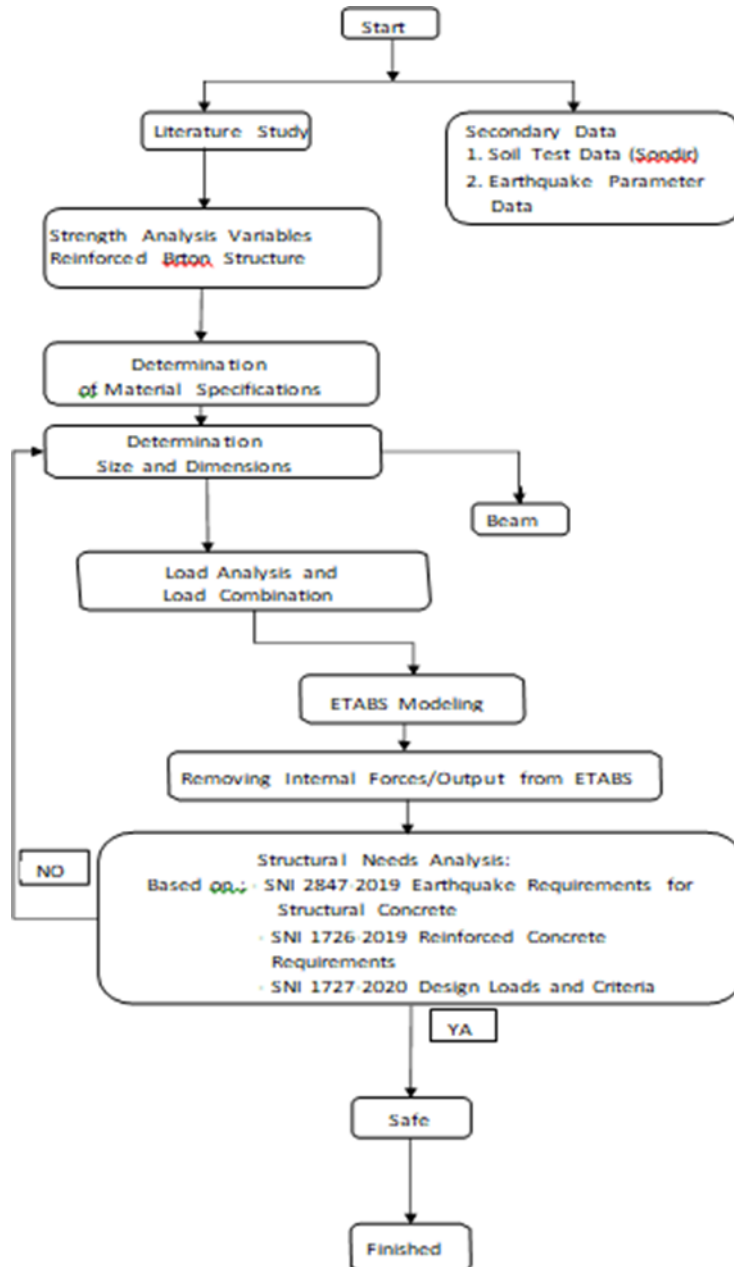 Start
Literature Study
Secondary Data
1. Soil Test Data (Sondir)
2. Earthquake Parameter
Data
Strength Analysis Variables
Reinforced Brton Structure
Determination
of Material Specifications
Determination
Size and Dimensions
Beam
Load Analysis and
Load Combination
ETABS Modeling
Removing Internal Forces/Output from ETABS
NO
Structural Needs Analysis:
Based on : · SNI 2847-2019 Earthquake Requirements for
Structural Concrete
· SNI 1726-2019 Reinforced Concrete
Requirements
· SNI 1727-2020 Design Loads and Criteria
YA
Safe
Finished